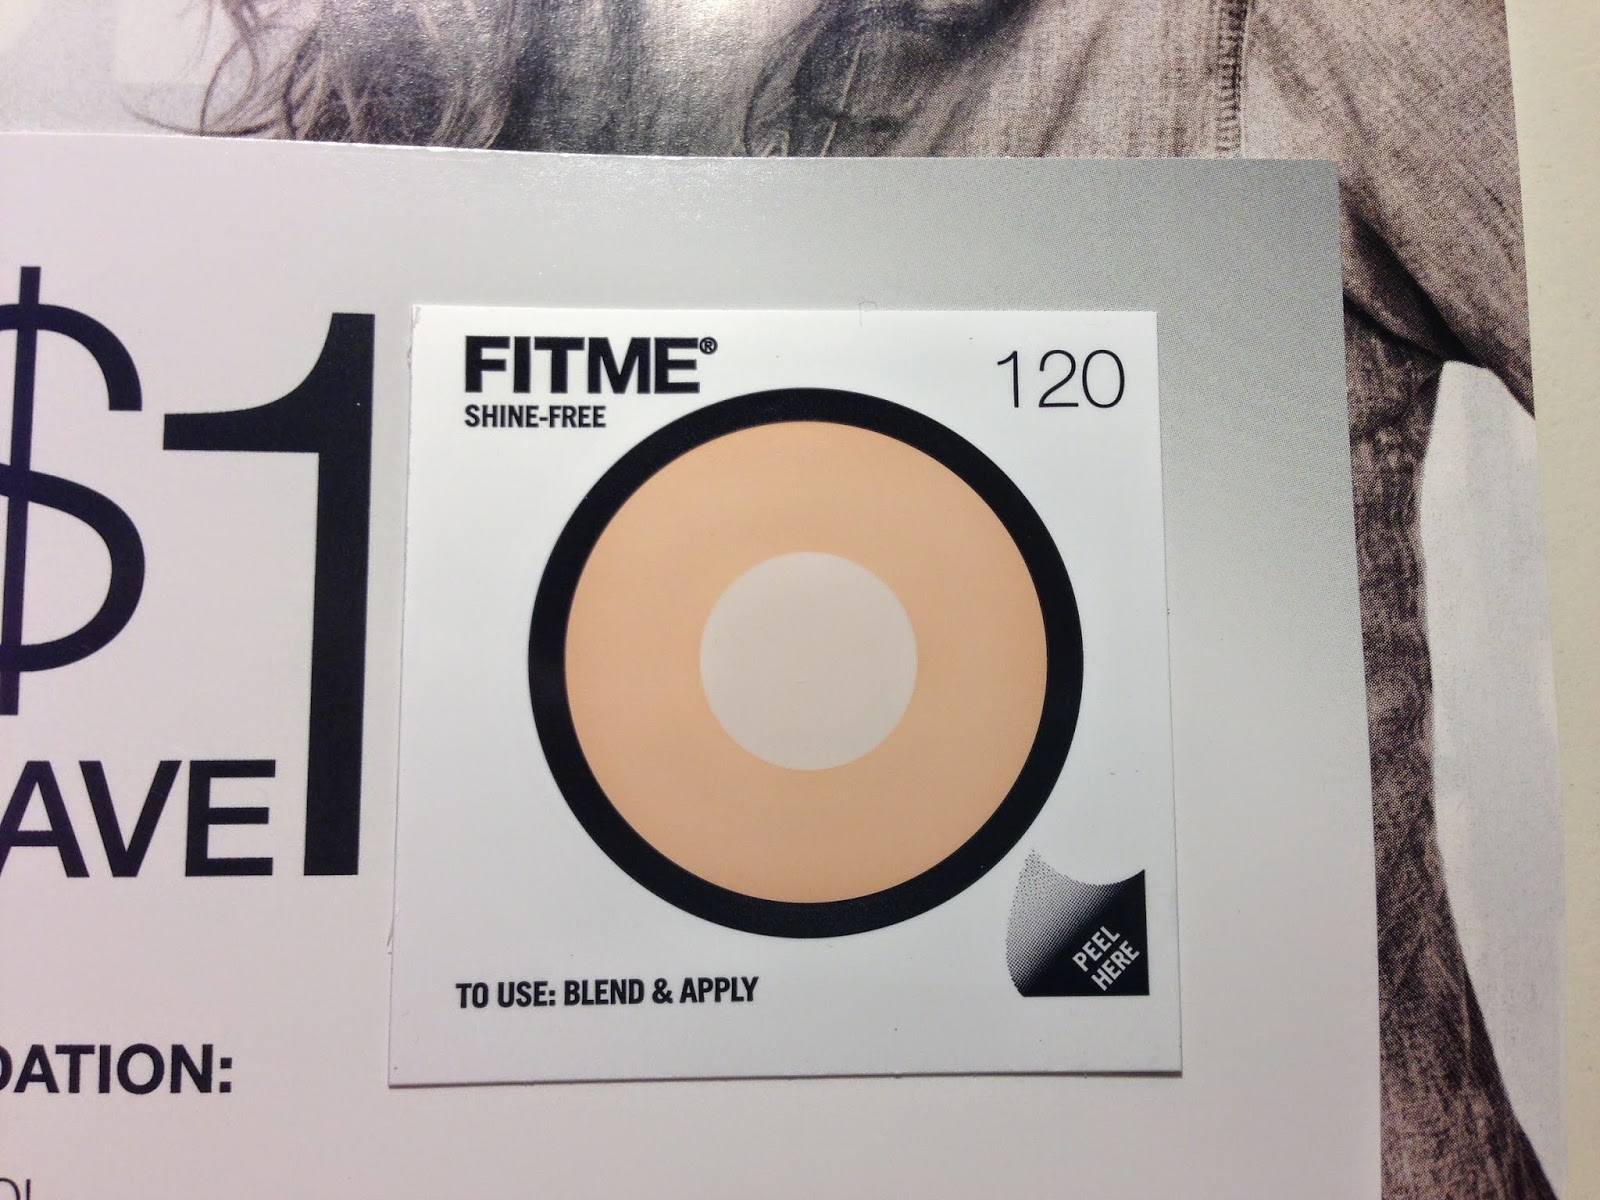 $1
AVE
DATION:
FITME®
SHINE-FREE
120
PEEL
HERE
TO USE: BLEND & APPLY